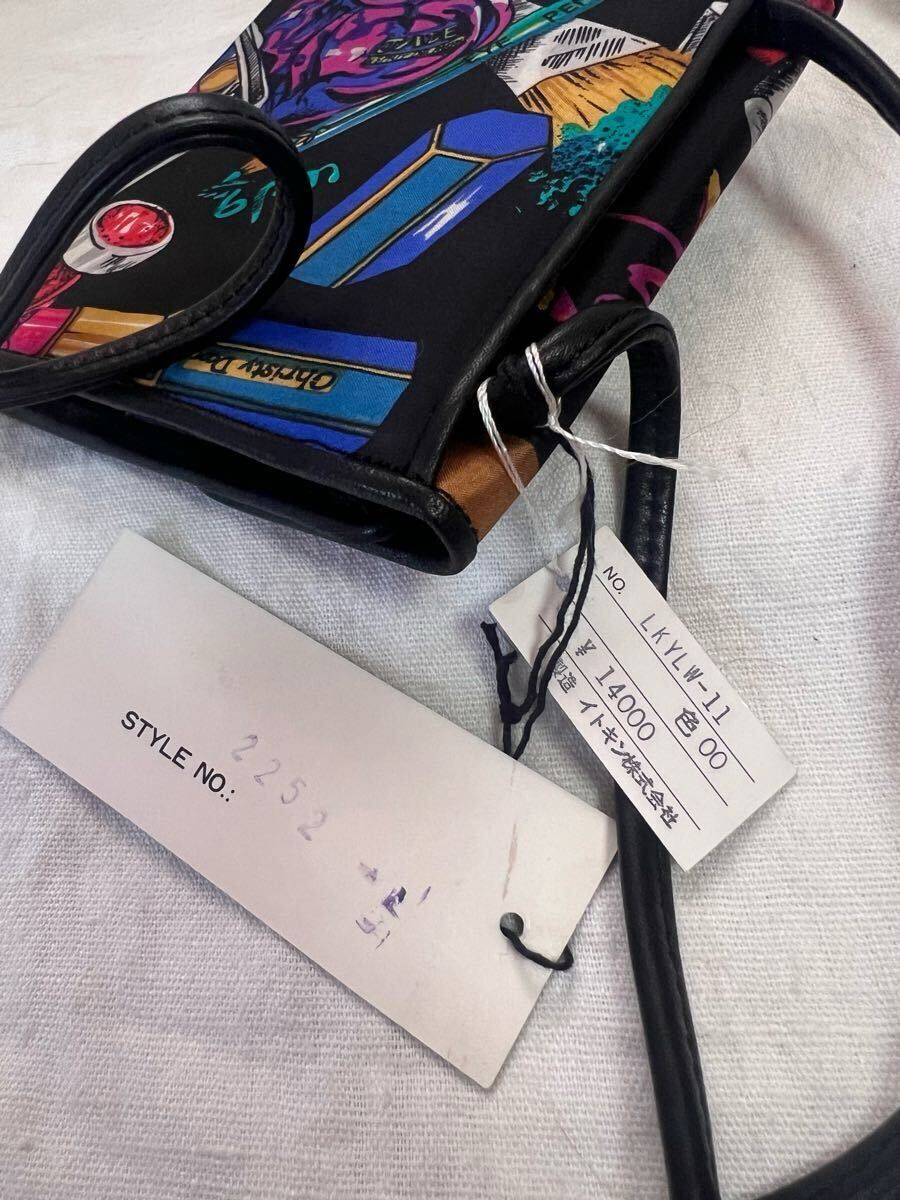 PE
Christy
STYLE NO.: 2252
NO. LKYLW-11
色 00
¥ 14000
製造 イトキン株式会社